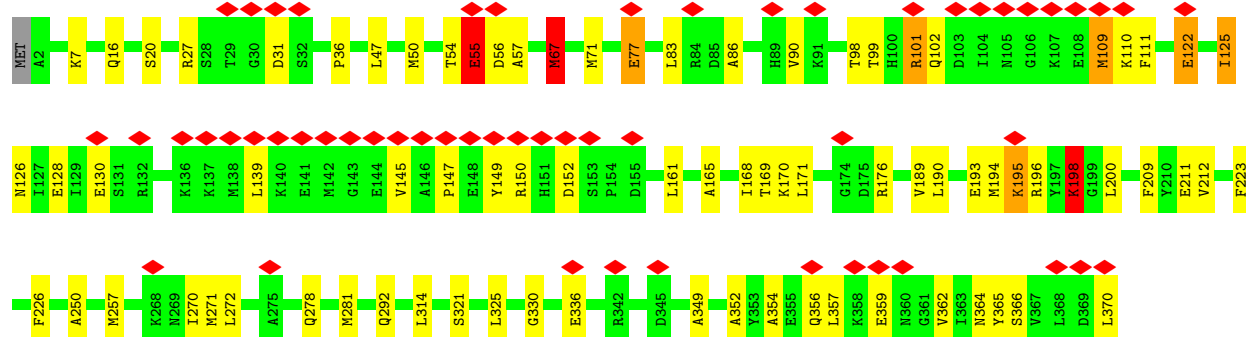 MET A2 K7 Q16 S20 R27 S28 T29 G30 D31 S32 P36 L47 M50 T54 E55 D56 A57 M67 M71 E77 L83 R84 D85 A86 H89 V90 K91 T98 T99 H100 R101 Q102 D103 I104 N105 G106 K107 E108 M109 K110 F111 E122 I125
N126 I127 E128 I129 E130 S131 R132 K136 K137 M138 L139 K140 E141 M142 G143 E144 V145 A146 P147 E148 Y149 R150 H151 D152 S153 P154 D155 L161 A165 I168 T169 K170 L171 G174 D175 R176 V189 L190 E193 M194 K195 R196 Y197 K198 G199 L200 F209 Y210 E211 V212 F223
F226 A250 M257 K268 N269 I270 M271 L272 A275 Q278 M281 Q292 L314 S321 L325 G330 E336 R342 D345 A349 A352 Y353 A354 E355 Q356 L357 K358 E359 N360 G361 V362 I363 N364 Y365 S366 V367 L368 D369 L370